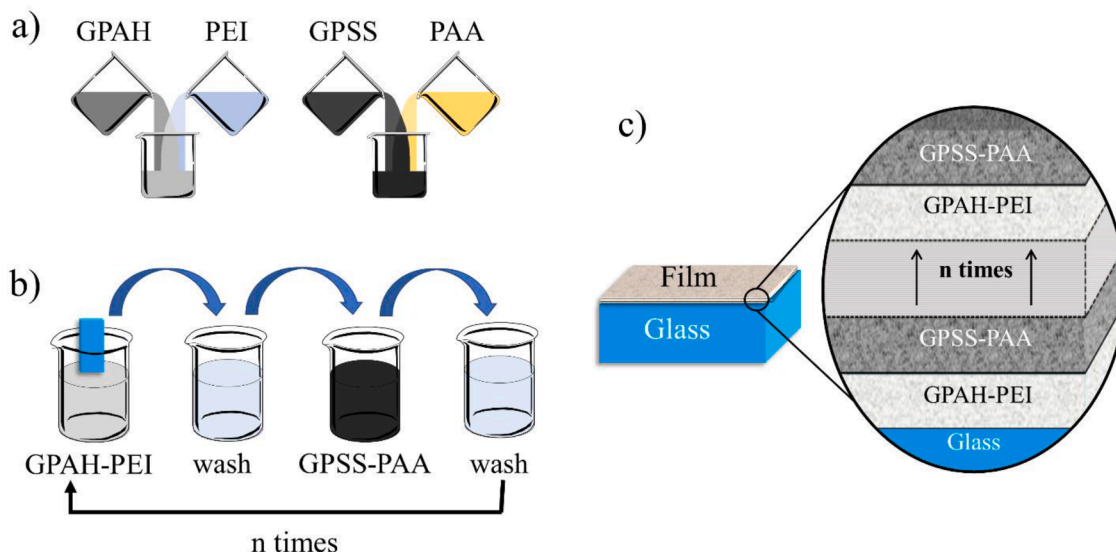 a)
GPAH PEI GPSS PAA
b)
GPAH-PEI wash GPSS-PAA wash
n times
c)
Film
Glass
GPSS-PAA
GPAH-PEI
n times
GPSS-PAA
GPAH-PEI
Glass